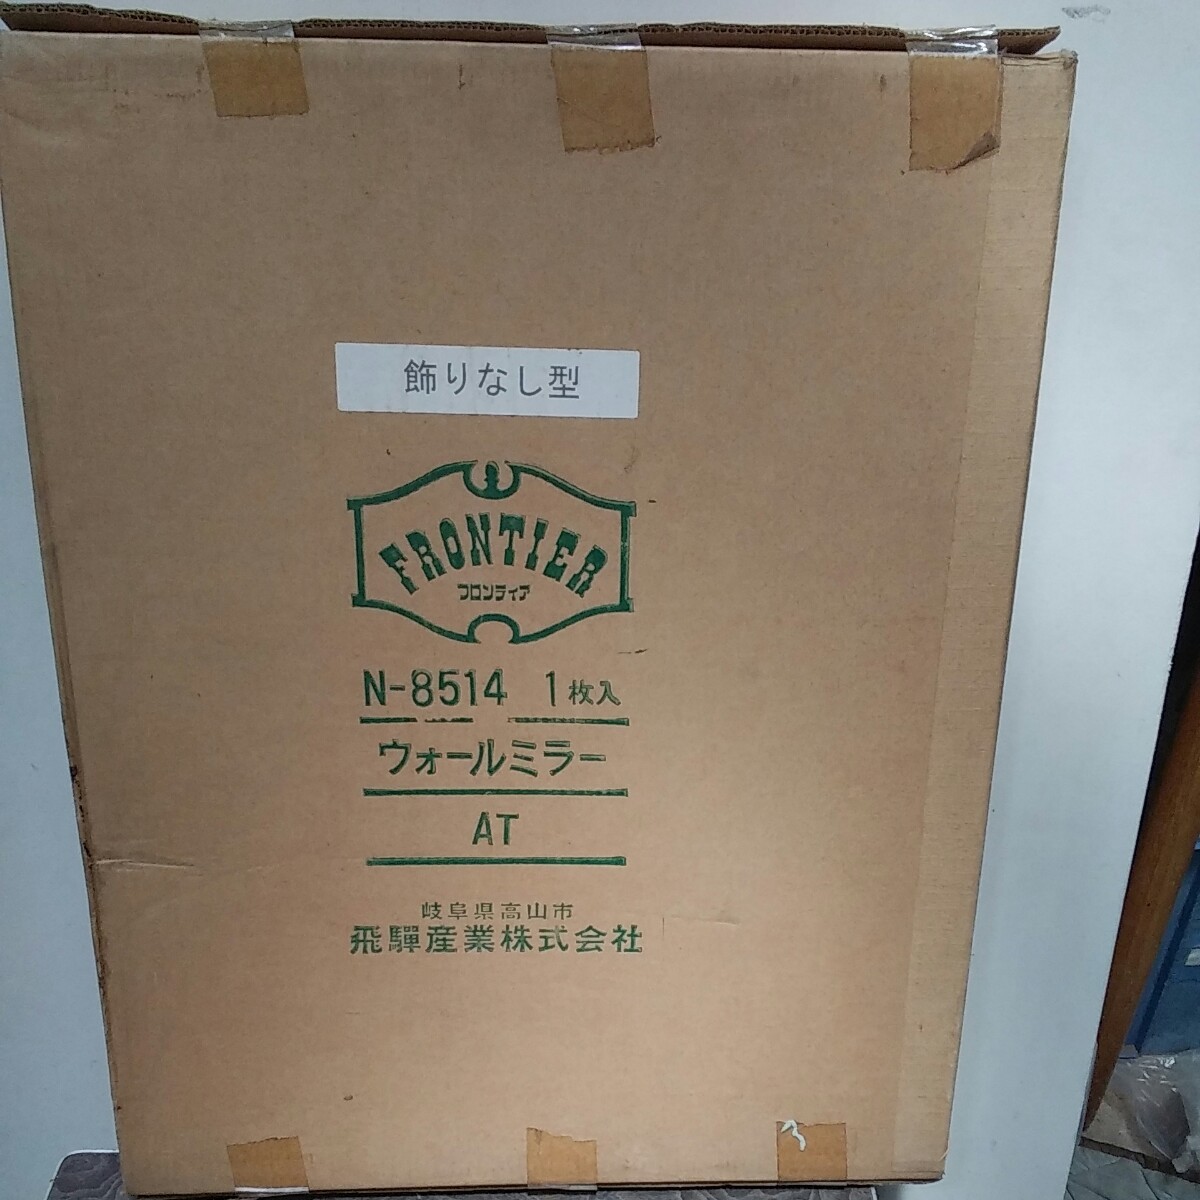 飾りなし型
FRONTIER
フロンティア
N-8514 1枚入
ウォールミラー
AT
岐阜県高山市
飛騨産業株式会社
3